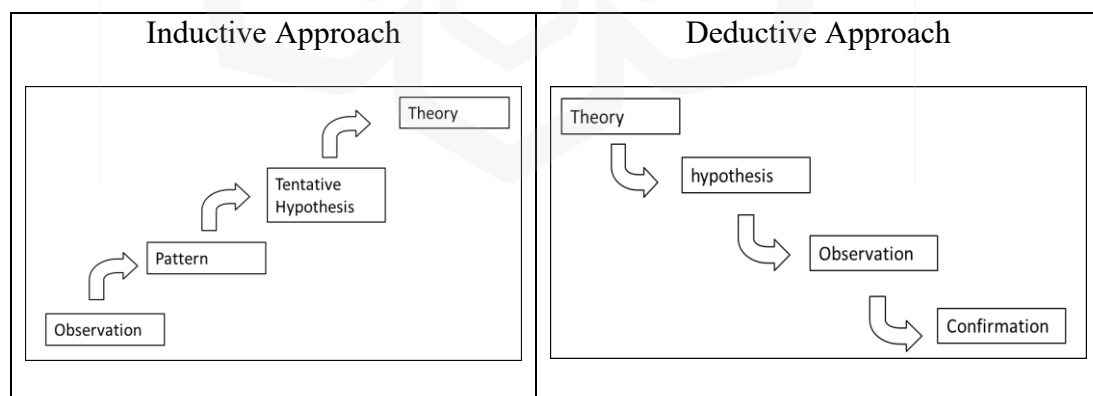 Inductive Approach
Theory
Tentative
Hypothesis
Pattern
Observation
Deductive Approach
Theory
hypothesis
Observation
Confirmation